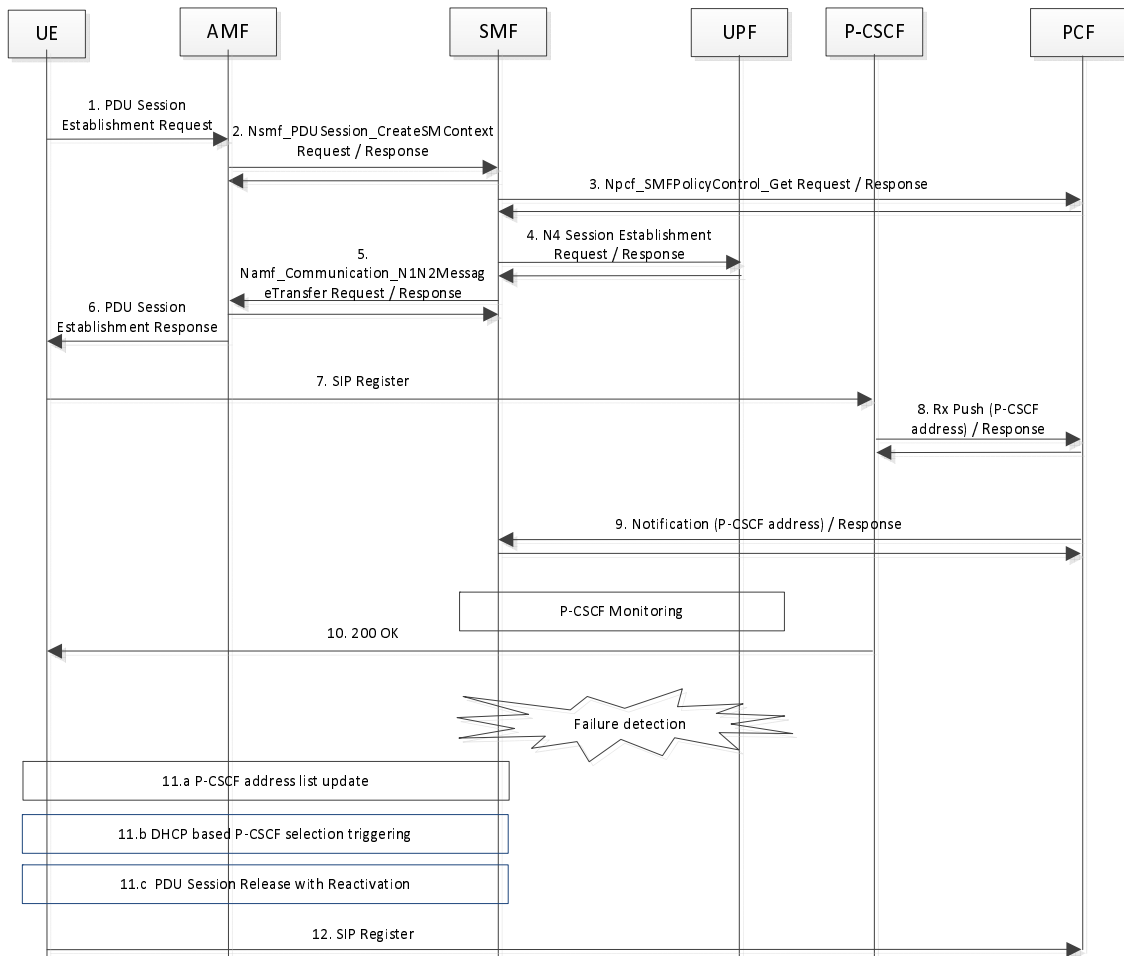 UE
AMF
SMF
UPF
P-CSCF
PCF
1. PDU Session
Establishment Request
2. Nsmf_PDUSession_CreateSMContext
Request / Response
3. Npcf_SMFPolicyControl_Get Request / Response
4. N4 Session Establishment
Request / Response
5.
Namf_Communication_N1N2Messag
eTransfer Request / Response
6. PDU Session
Establishment Response
7. SIP Register
8. Rx Push (P-CSCF
address) / Response
9. Notification (P-CSCF address) / Response
P-CSCF Monitoring
10. 200 OK
Failure detection
11.a P-CSCF address list update
11.b DHCP based P-CSCF selection triggering
11.c PDU Session Release with Reactivation
12. SIP Register